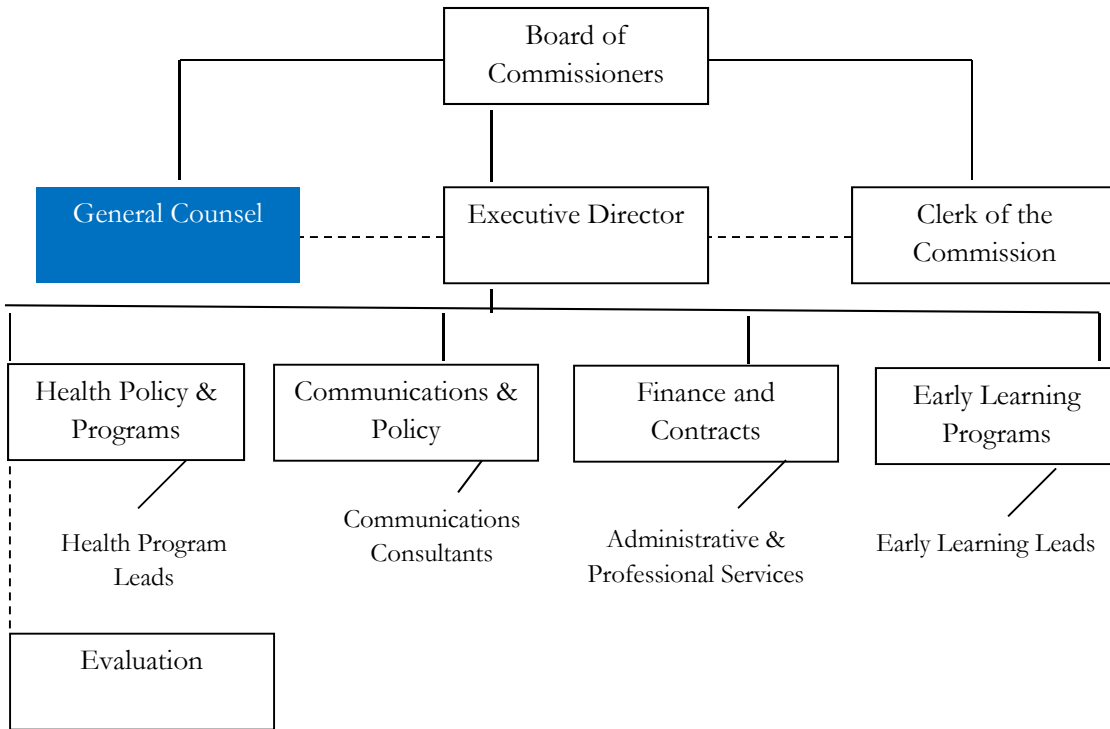 Board of
Commissioners
General Counsel
Executive Director
Clerk of the
Commission
Health Policy &
Programs
Communications &
Policy
Finance and
Contracts
Early Learning
Programs
Health Program
Leads
Communications
Consultants
Administrative &
Professional Services
Early Learning Leads
Evaluation